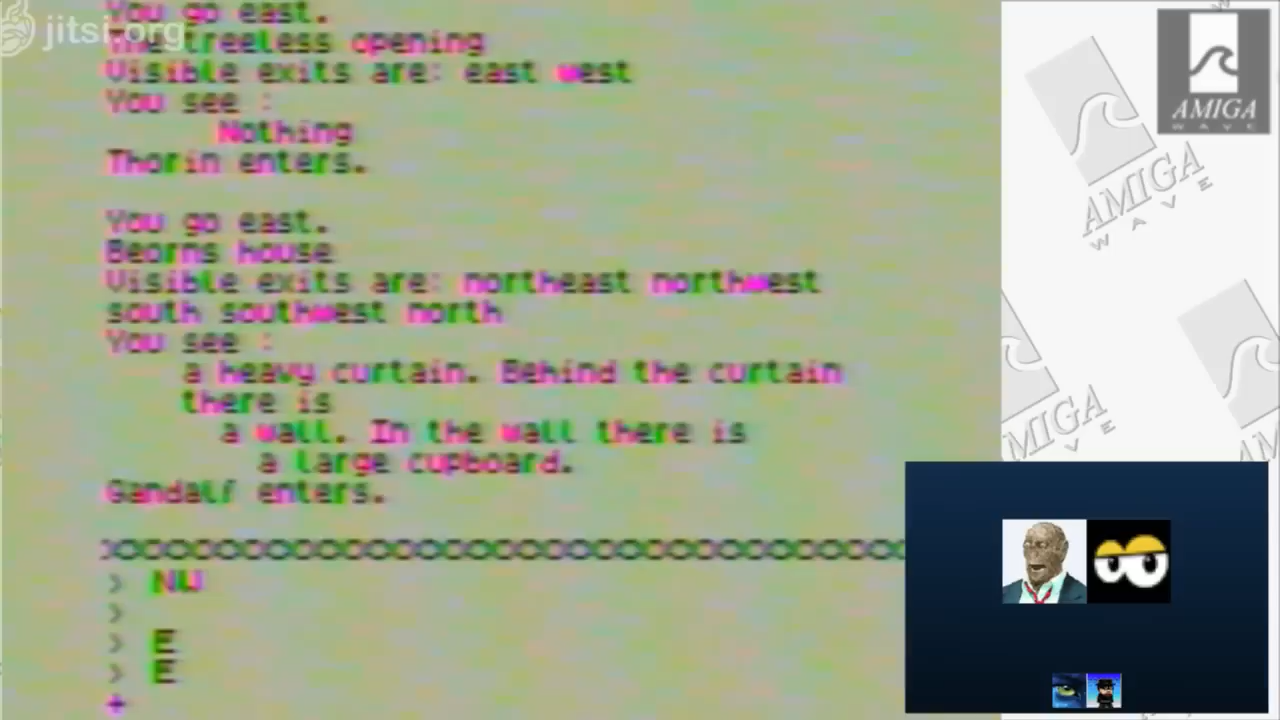 You go east.
jitsi.org
The treeless opening
Visible exits are: east west
You see :
Nothing
Thorin enters.
You go east.
Beorns house
Visible exits are: northeast northwest
south southwest north
You see :
a heavy curtain. Behind the curtain
there is
a wall. In the wall there is
a large cupboard.
Gandalf enters.
> NW
>
> E
> E
+
AMIGA
WAVE
AMIGA
WAVE
AMIGA